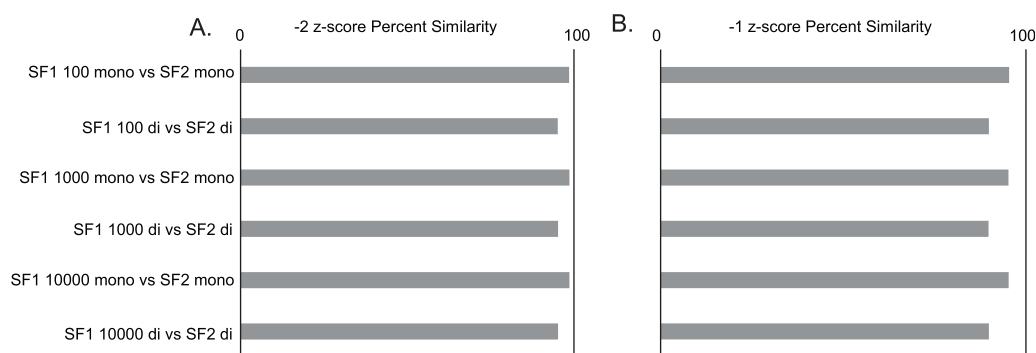 A.
-2 z-score Percent Similarity
0
100
B.
-1 z-score Percent Similarity
0
100
SF1 100 mono vs SF2 mono
SF1 100 di vs SF2 di
SF1 1000 mono vs SF2 mono
SF1 1000 di vs SF2 di
SF1 10000 mono vs SF2 mono
SF1 10000 di vs SF2 di